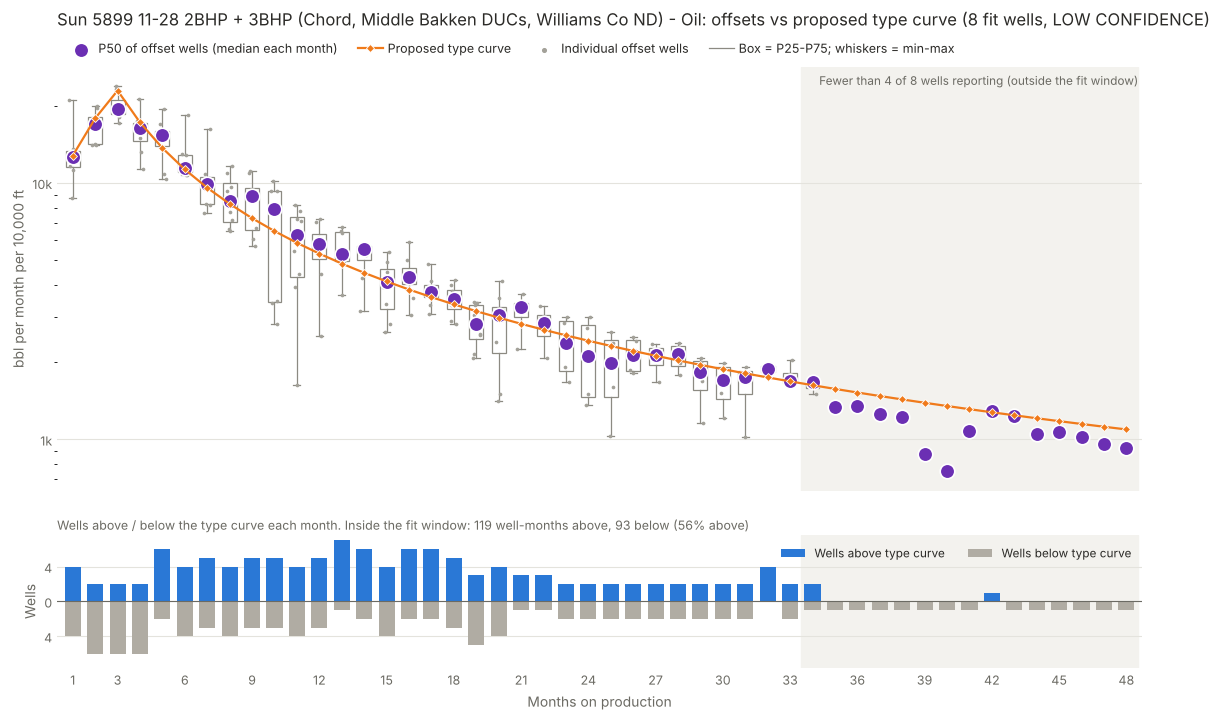 Sun 5899 11-28 2BHP + 3BHP (Chord, Middle Bakken DUCs, Williams Co ND) - Oil: offsets vs proposed type curve (8 fit wells, LOW CONFIDENCE)
P50 of offset wells (median each month)
Proposed type curve
Individual offset wells
Box = P25-P75; whiskers = min-max
Fewer than 4 of 8 wells reporting (outside the fit window)
bbl per month per 10,000 ft
10k
1k
Wells above / below the type curve each month. Inside the fit window: 119 well-months above, 93 below (56% above)
Wells above type curve
Wells below type curve
Wells
4
0
4
1 3 6 9 12 15 18 21 24 27 30 33 36 39 42 45 48
Months on production